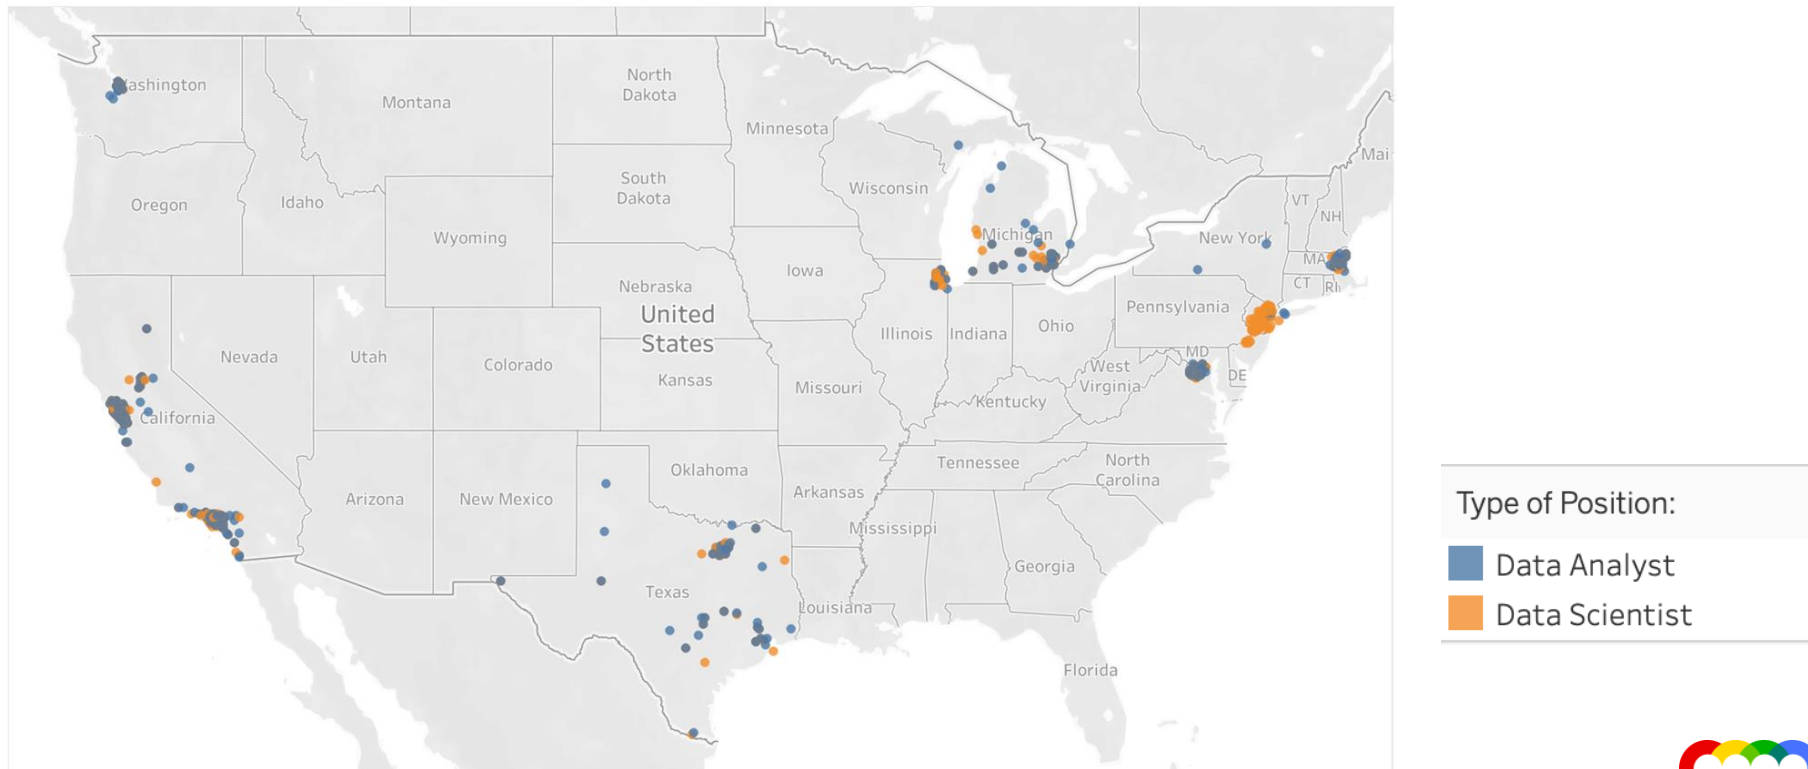 Washington
Montana
North
Dakota
Minnesota
Mai
Oregon
Idaho
South
Dakota
Wisconsin
VT
NH
Wyoming
Michigan
New York
MA
Iowa
Nebraska
CT
RI
United
States
Pennsylvania
Illinois
Indiana
Ohio
Nevada
Utah
Colorado
Kansas
Missouri
West
Virginia
MD
DE
Kentucky
California
Oklahoma
Tennessee
North
Carolina
Arizona
New Mexico
Arkansas
Mississippi
Georgia
Texas
Louisiana
Florida
Type of Position:
Data Analyst
Data Scientist